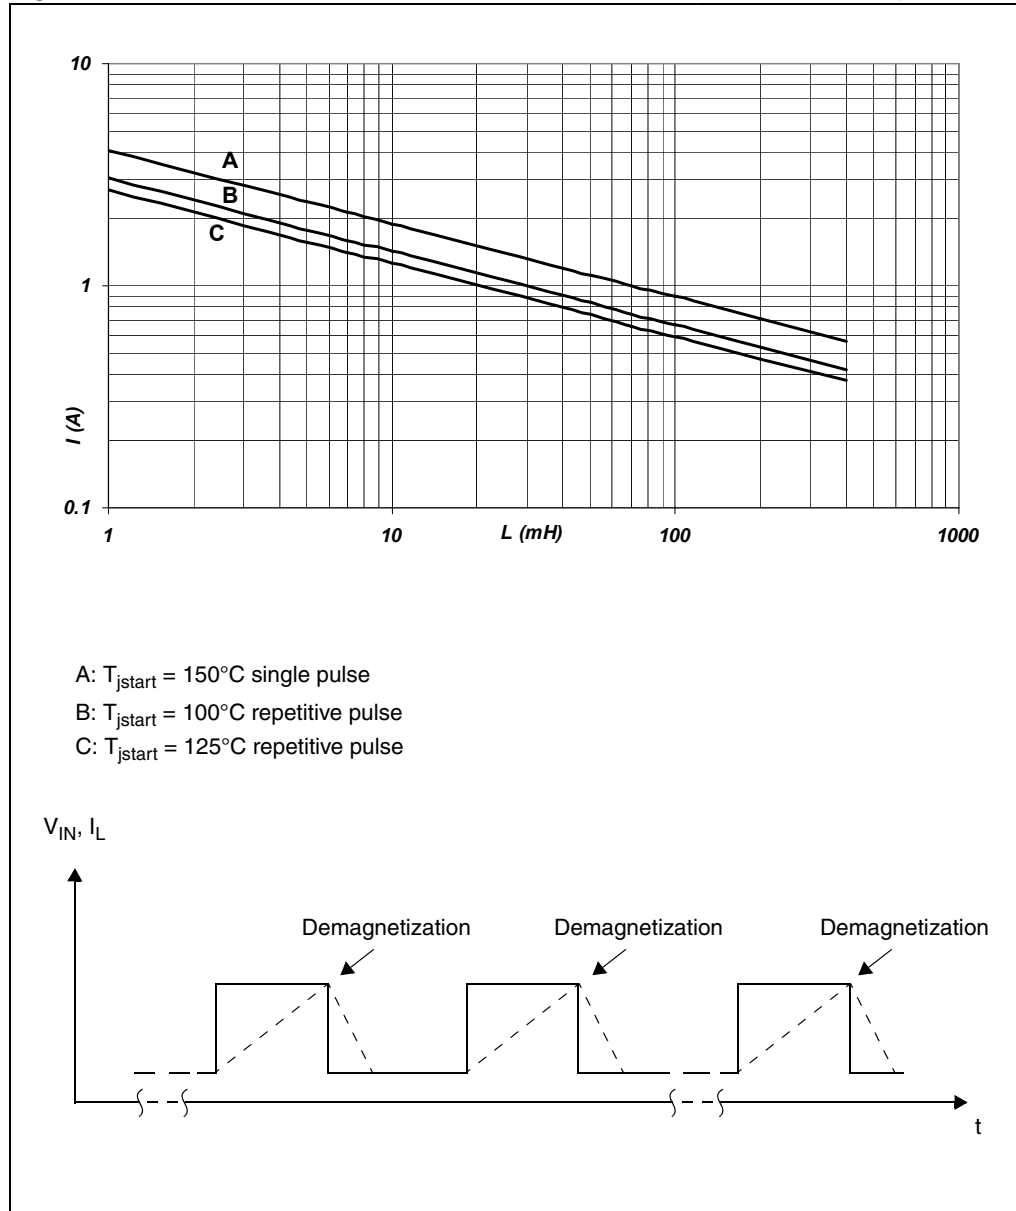 10
A
B
C
1
I (A)
0.1
1 10 L (mH) 100 1000
A: Tjstart = 150°C single pulse
B: Tjstart = 100°C repetitive pulse
C: Tjstart = 125°C repetitive pulse
VIN, IL
Demagnetization Demagnetization Demagnetization
t